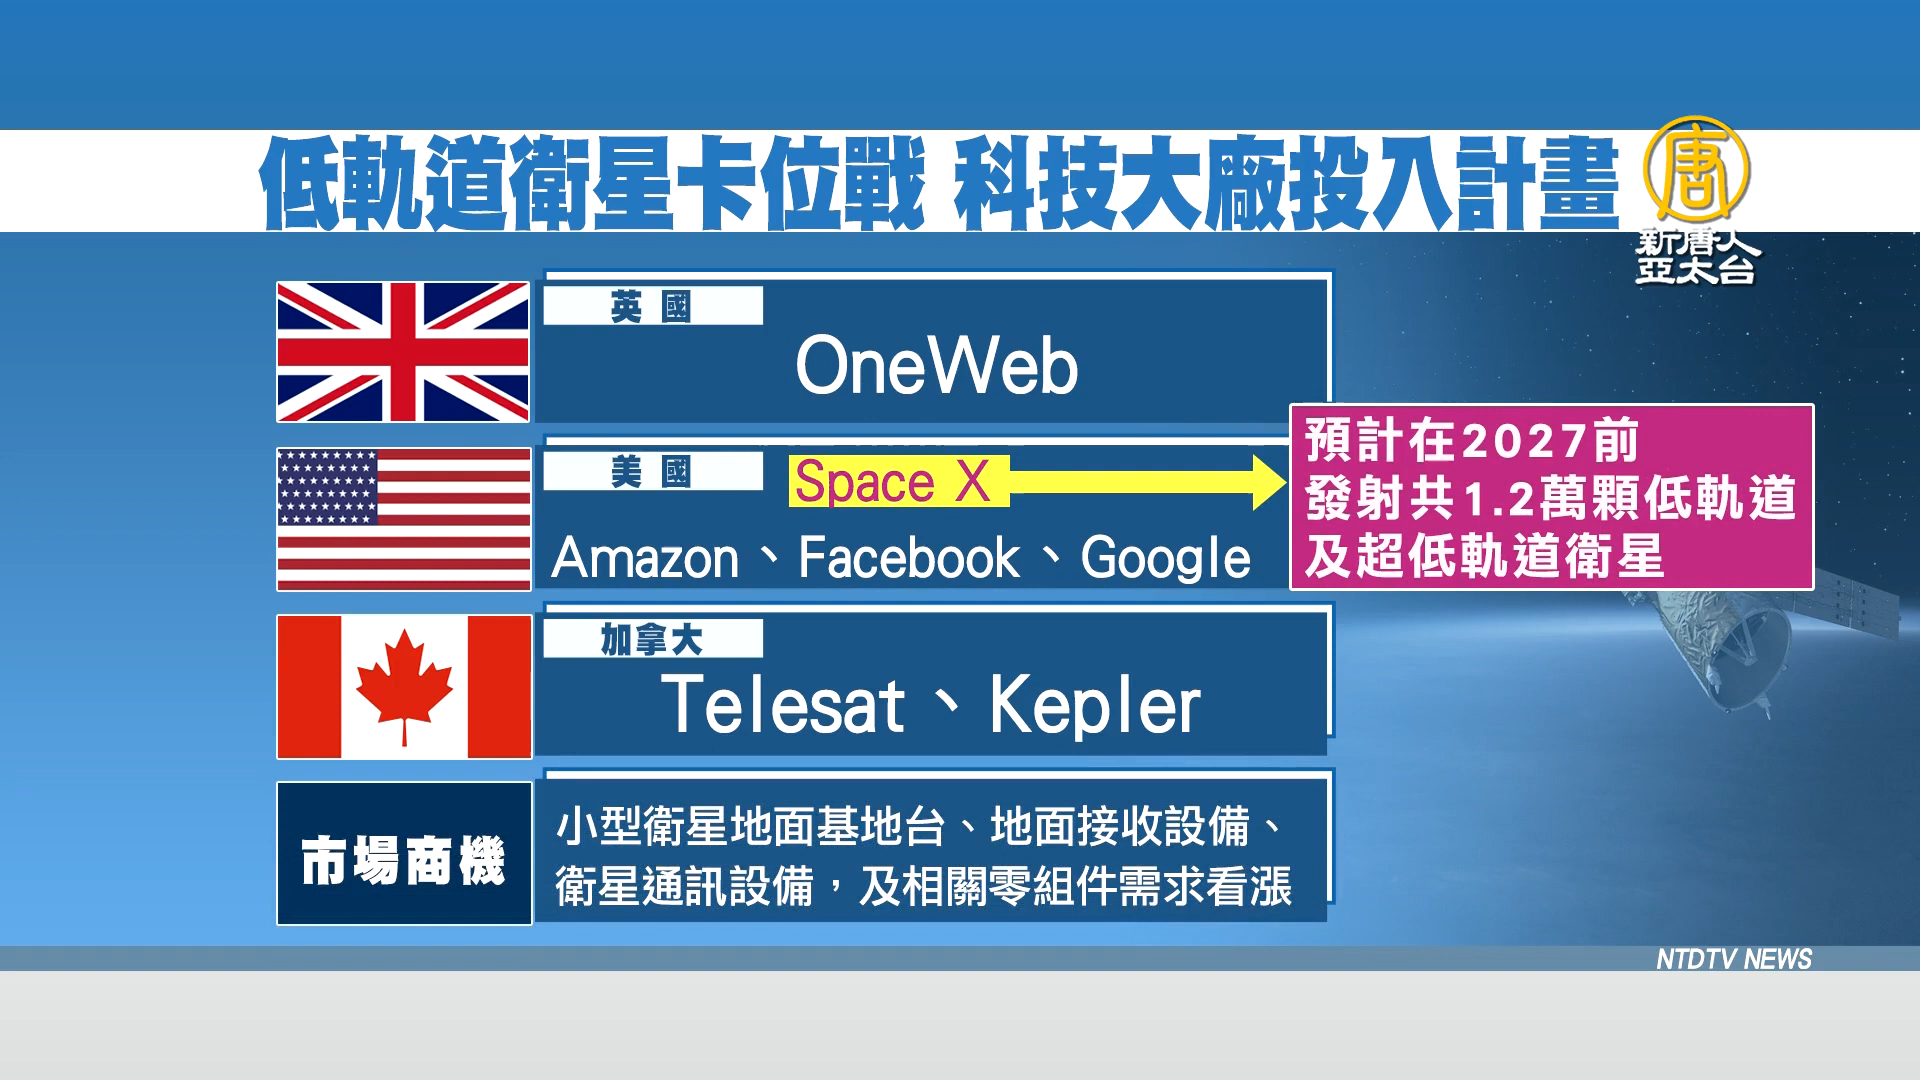 低軌道衛星卡位戰 科技大廠投入計畫
唐
新唐人
亞太台
英國
OneWeb
美國
Space X
Amazon、Facebook、Google
預計在2027前
發射共1.2萬顆低軌道
及超低軌道衛星
加拿大
Telesat、Kepler
市場商機
小型衛星地面基地台、地面接收設備、
衛星通訊設備，及相關零組件需求看漲
NTDTV NEWS